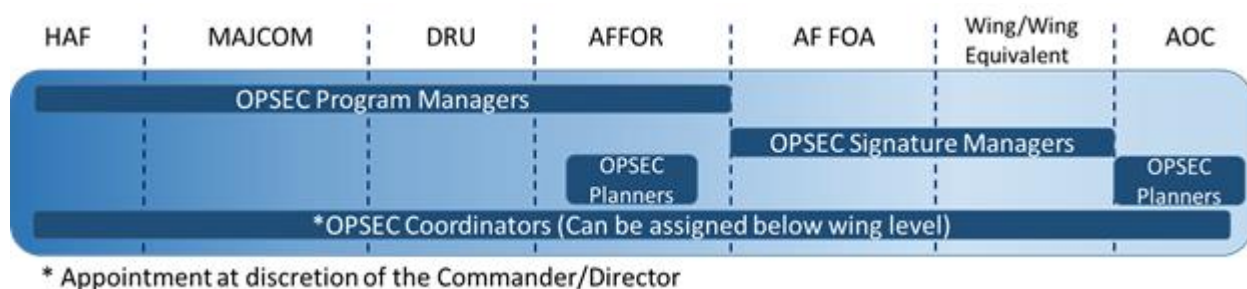 HAF MAJCOM DRU AFFOR AF FOA Wing/Wing
Equivalent AOC
OPSEC Program Managers
OPSEC Signature Managers
OPSEC
Planners
OPSEC
Planners
*OPSEC Coordinators (Can be assigned below wing level)
* Appointment at discretion of the Commander/Director